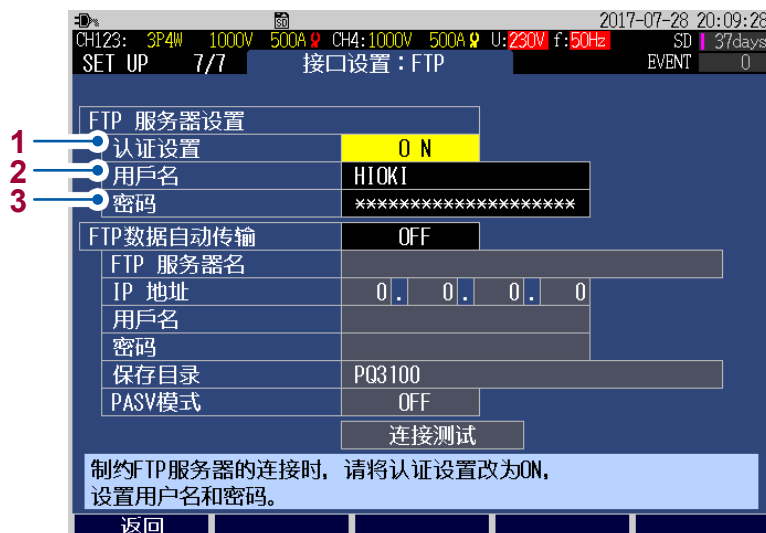 2017-07-28 20:09:28
CH123: 3P4W 1000V 500A CH4:1000V 500A U:230V f:50Hz SD 37days
SET UP 7/7 接口设置：FTP EVENT 0
FTP 服务器设置
1 认证设置 ON
2 用戶名 HIOKI
3 密码 ********************
FTP数据自动传输 OFF
FTP 服务器名
IP 地址 0. 0. 0. 0
用戶名
密码
保存目录 PQ3100
PASV模式 OFF
连接测试
制约FTP服务器的连接时，请将认证设置改为ON，
设置用户名和密码。
返回